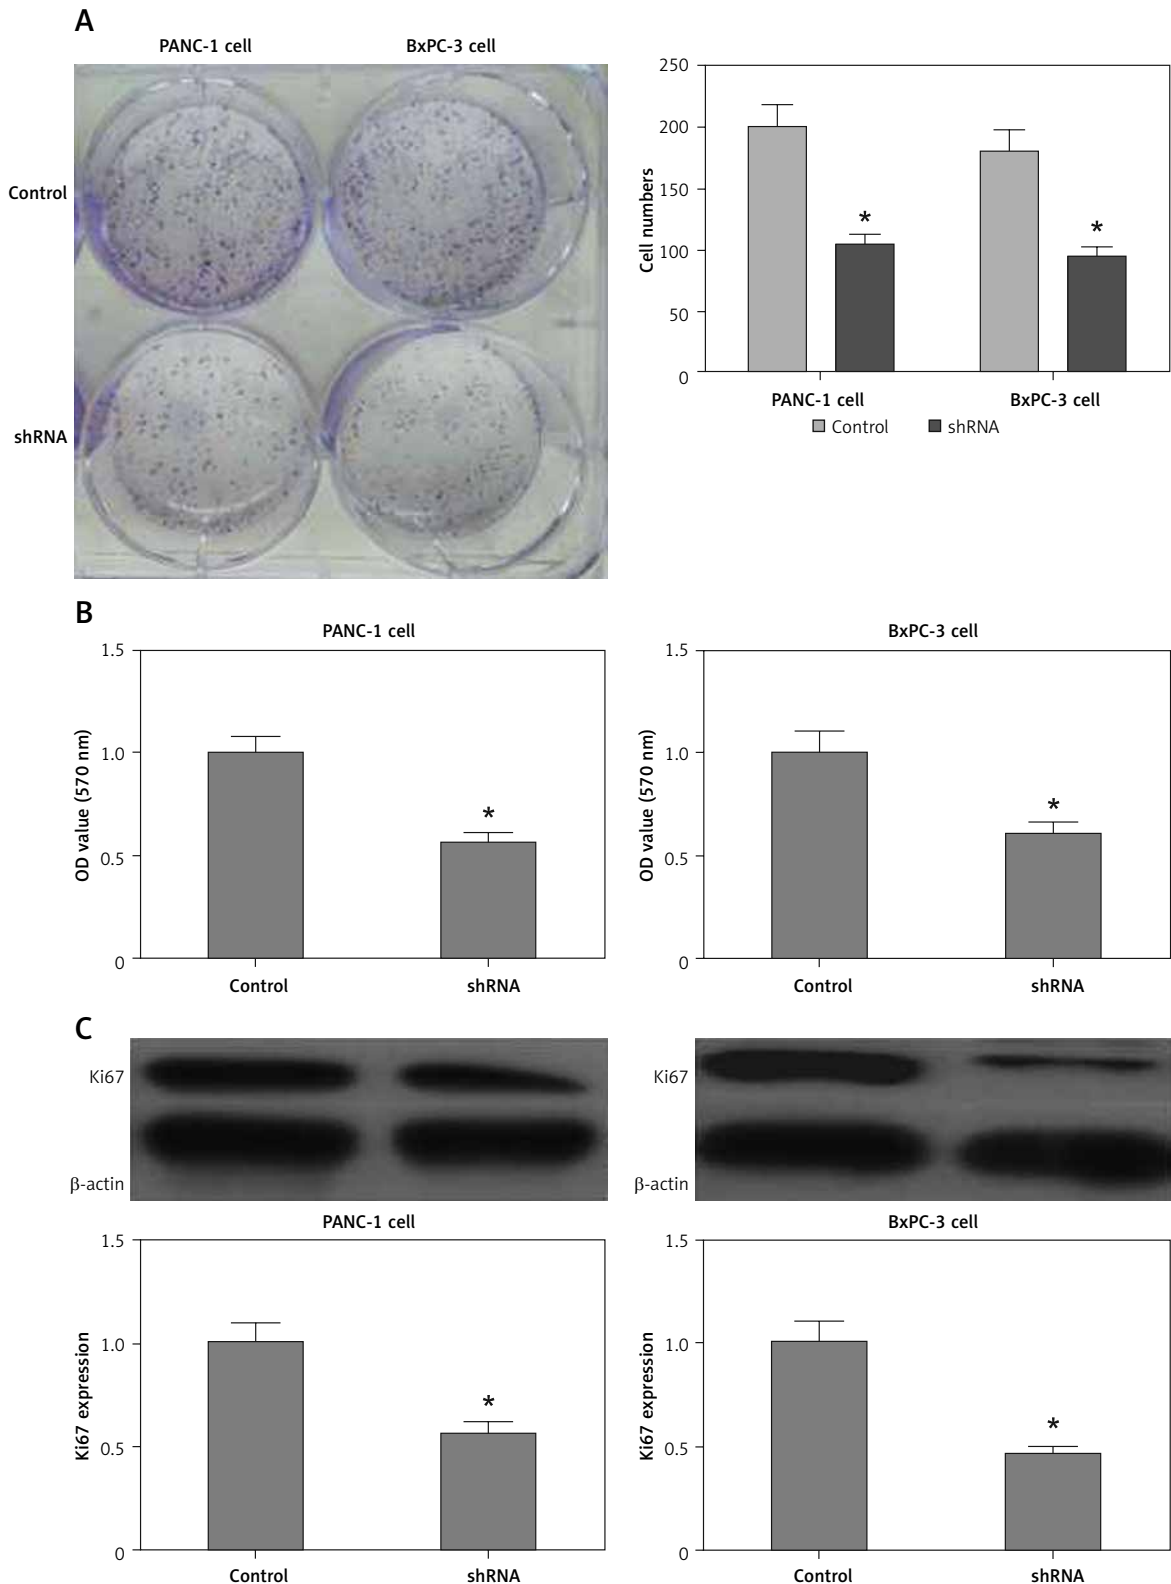 A
PANC-1 cell
BxPC-3 cell
Control
shRNA
250
200
150
100
50
0
Cell numbers
*
*
PANC-1 cell
BxPC-3 cell
Control
shRNA
B
PANC-1 cell
1.5
1.0
0.5
0
OD value (570 nm)
*
Control
shRNA
BxPC-3 cell
1.5
1.0
0.5
0
OD value (570 nm)
*
Control
shRNA
C
Ki67
β-actin
Ki67
β-actin
PANC-1 cell
1.5
1.0
0.5
0
Ki67 expression
*
Control
shRNA
BxPC-3 cell
1.5
1.0
0.5
0
Ki67 expression
*
Control
shRNA